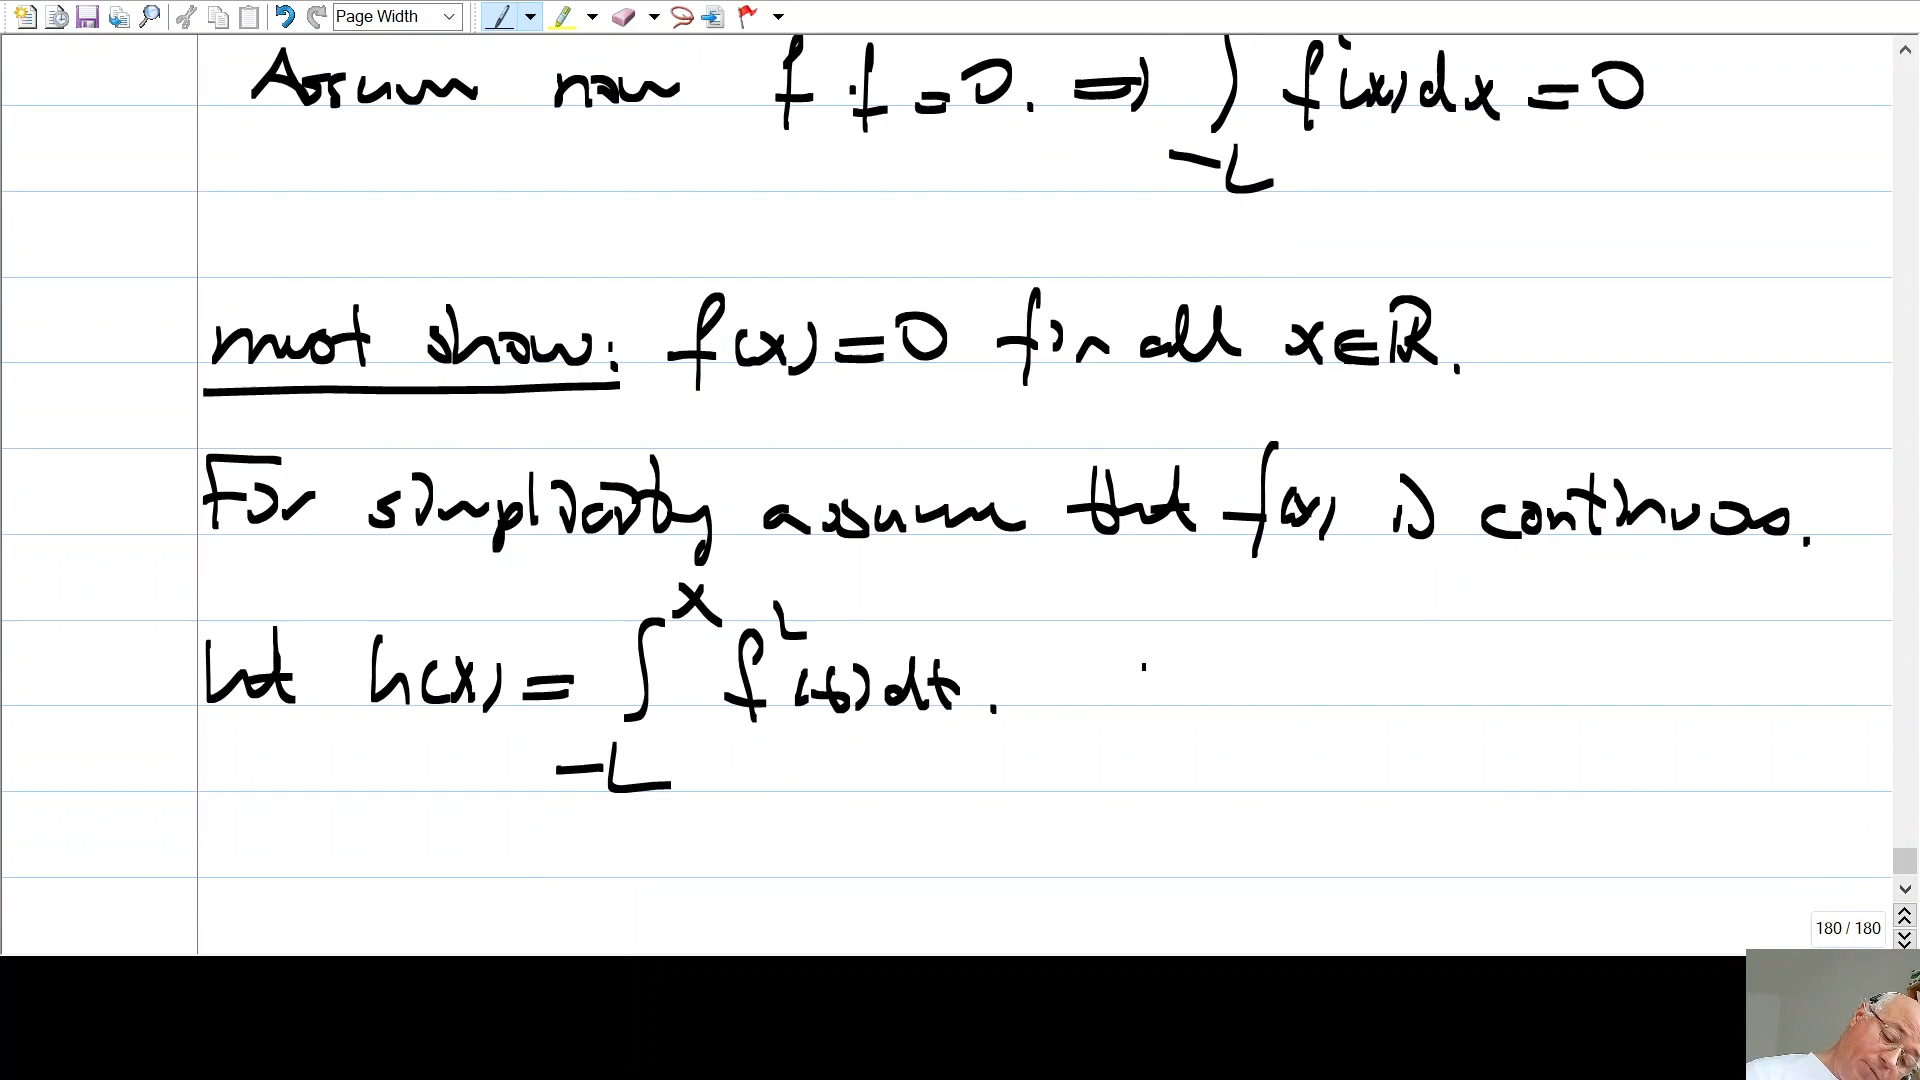 Page Width
Assum now f · f = 0. ⇒ ∫ f(x)dx = 0
-L
must show: f(x) = 0 for all x∈ℝ.
For simplicity assume that f(x) is continuous.
Let h(x) = ∫ f²(t)dt.
x
-L
180 / 180